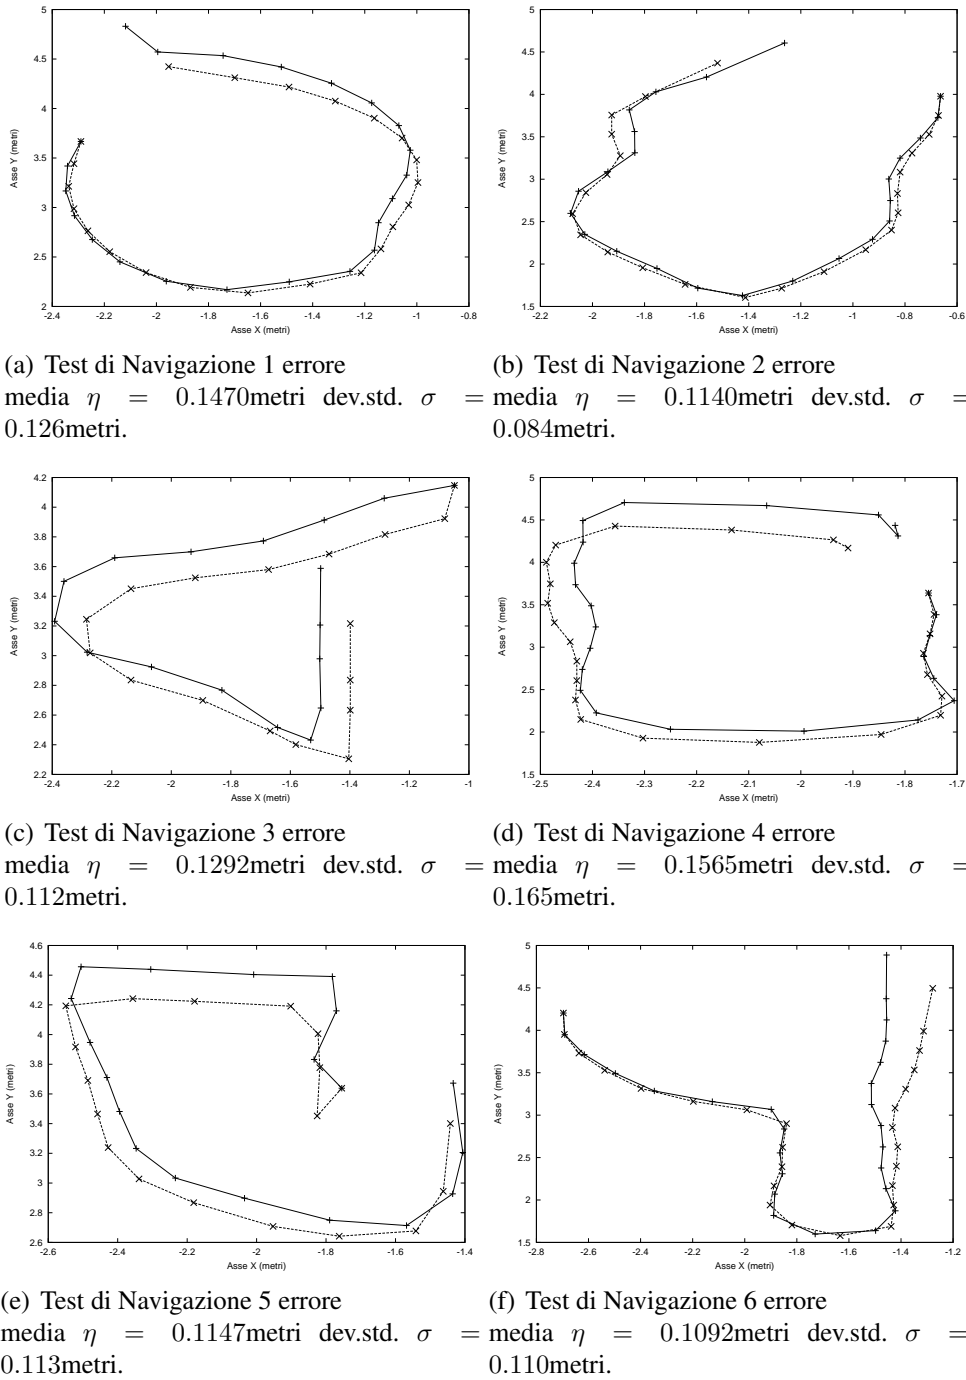 5
4.5
4
3.5
3
2.5
2
-2.4 -2.2 -2 -1.8 -1.6 -1.4 -1.2 -1 -0.8
Asse Y (metri)
Asse X (metri)
(a) Test di Navigazione 1 errore
media η = 0.1470metri dev.std. σ =
0.126metri.
5
4.5
4
3.5
3
2.5
2
1.5
-2.2 -2 -1.8 -1.6 -1.4 -1.2 -1 -0.8 -0.6
Asse Y (metri)
Asse X (metri)
(b) Test di Navigazione 2 errore
media η = 0.1140metri dev.std. σ =
0.084metri.
4.2
4
3.8
3.6
3.4
3.2
3
2.8
2.6
2.4
2.2
-2.4 -2.2 -2 -1.8 -1.6 -1.4 -1.2 -1
Asse Y (metri)
Asse X (metri)
(c) Test di Navigazione 3 errore
media η = 0.1292metri dev.std. σ =
0.112metri.
5
4.5
4
3.5
3
2.5
2
1.5
-2.5 -2.4 -2.3 -2.2 -2.1 -2 -1.9 -1.8 -1.7
Asse Y (metri)
Asse X (metri)
(d) Test di Navigazione 4 errore
media η = 0.1565metri dev.std. σ =
0.165metri.
4.6
4.4
4.2
4
3.8
3.6
3.4
3.2
3
2.8
2.6
-2.6 -2.4 -2.2 -2 -1.8 -1.6 -1.4
Asse Y (metri)
Asse X (metri)
(e) Test di Navigazione 5 errore
media η = 0.1147metri dev.std. σ =
0.113metri.
5
4.5
4
3.5
3
2.5
2
1.5
-2.8 -2.6 -2.4 -2.2 -2 -1.8 -1.6 -1.4 -1.2
Asse Y (metri)
Asse X (metri)
(f) Test di Navigazione 6 errore
media η = 0.1092metri dev.std. σ =
0.110metri.